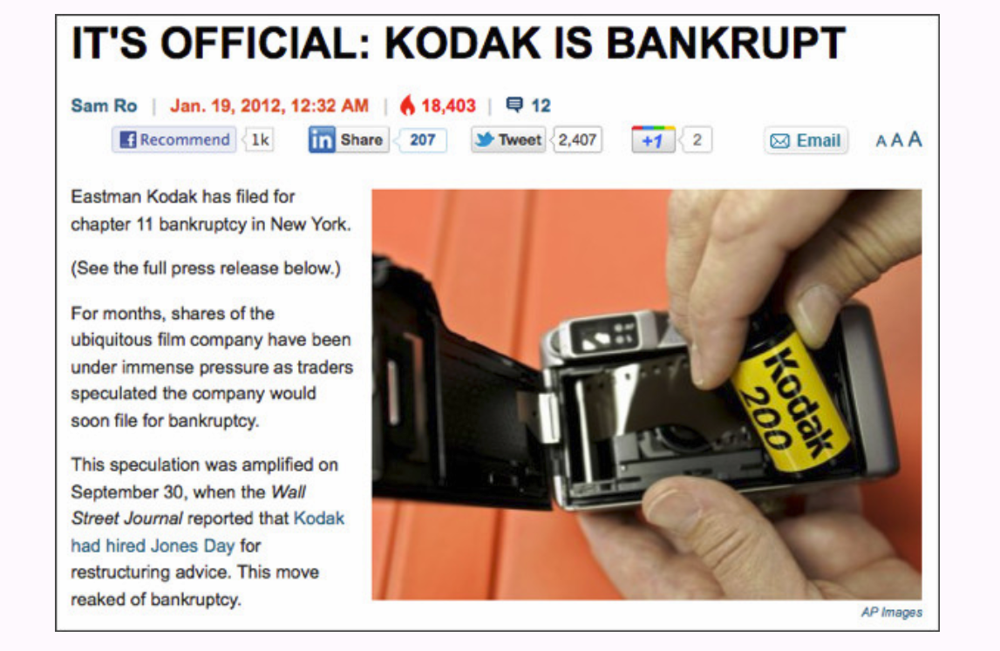 IT'S OFFICIAL: KODAK IS BANKRUPT
Sam Ro | Jan. 19, 2012, 12:32 AM | 18,403 | 12
Recommend 1k in Share 207 Tweet 2,407 +1 2 Email A A A
Eastman Kodak has filed for
chapter 11 bankruptcy in New York.
(See the full press release below.)
For months, shares of the
ubiquitous film company have been
under immense pressure as traders
speculated the company would
soon file for bankruptcy.
This speculation was amplified on
September 30, when the Wall
Street Journal reported that Kodak
had hired Jones Day for
restructuring advice. This move
reaked of bankruptcy.
Kodak
200
AP Images